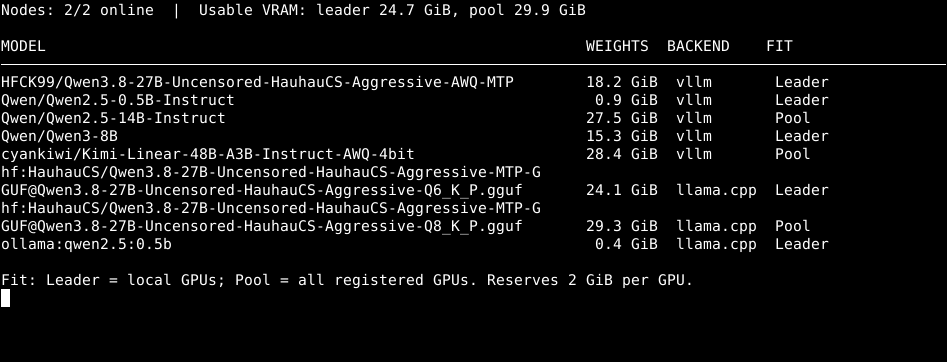 Nodes: 2/2 online  |  Usable VRAM: leader 24.7 GiB, pool 29.9 GiB
MODEL WEIGHTS BACKEND FIT
HFCK99/Qwen3.8-27B-Uncensored-HauhauCS-Aggressive-AWQ-MTP 18.2 GiB vllm Leader
Qwen/Qwen2.5-0.5B-Instruct 0.9 GiB vllm Leader
Qwen/Qwen2.5-14B-Instruct 27.5 GiB vllm Pool
Qwen/Qwen3-8B 15.3 GiB vllm Leader
cyankiwi/Kimi-Linear-48B-A3B-Instruct-AWQ-4bit 28.4 GiB vllm Pool
hf:HauhauCS/Qwen3.8-27B-Uncensored-HauhauCS-Aggressive-MTP-G
GUF@Qwen3.8-27B-Uncensored-HauhauCS-Aggressive-Q6_K_P.gguf 24.1 GiB llama.cpp Leader
hf:HauhauCS/Qwen3.8-27B-Uncensored-HauhauCS-Aggressive-MTP-G
GUF@Qwen3.8-27B-Uncensored-HauhauCS-Aggressive-Q8_K_P.gguf 29.3 GiB llama.cpp Pool
ollama:qwen2.5:0.5b 0.4 GiB llama.cpp Leader
Fit: Leader = local GPUs; Pool = all registered GPUs. Reserves 2 GiB per GPU.